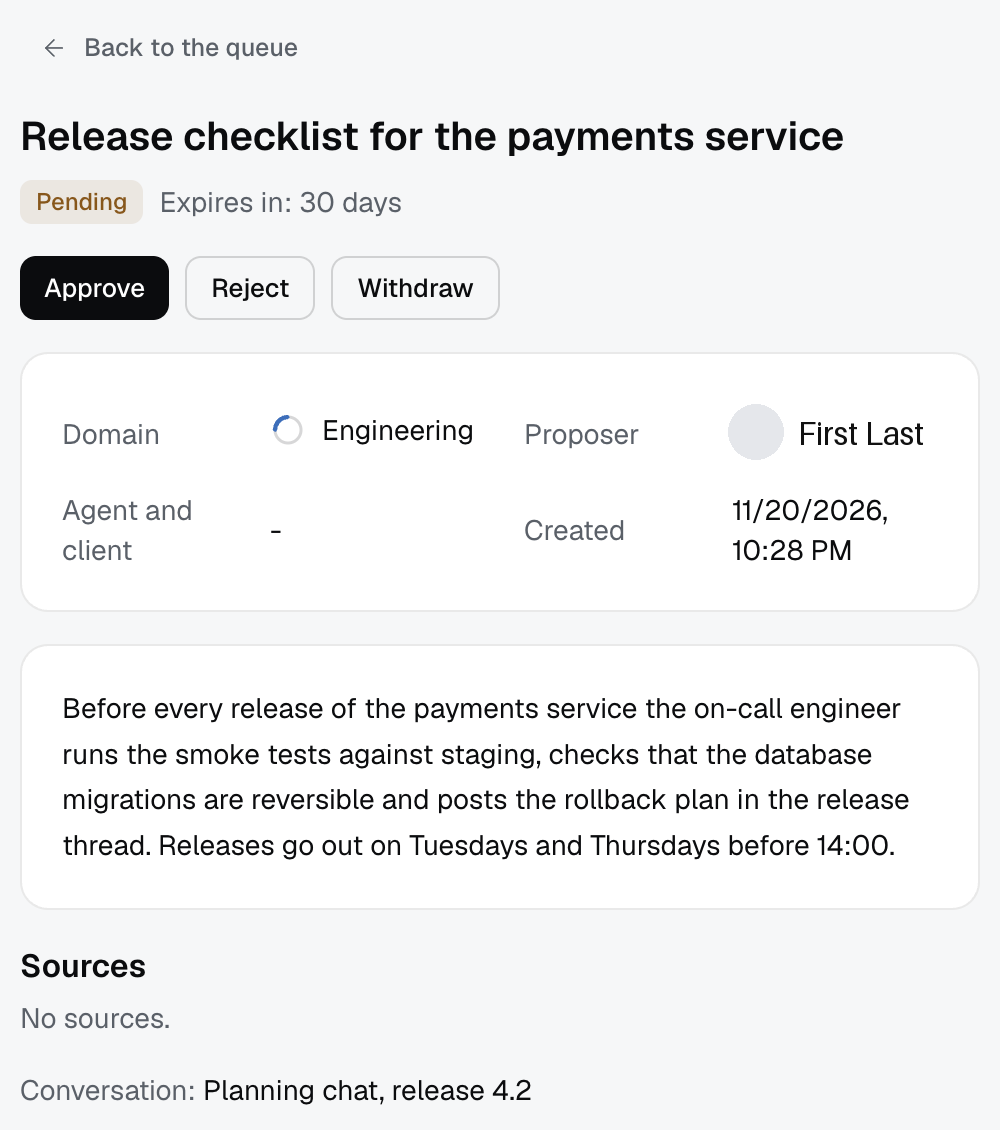 Back to the queue
Release checklist for the payments service
Pending Expires in: 30 days
Approve Reject Withdraw
Domain Engineering Proposer First Last
Agent and client - Created 11/20/2026, 10:28 PM
Before every release of the payments service the on-call engineer
runs the smoke tests against staging, checks that the database
migrations are reversible and posts the rollback plan in the release
thread. Releases go out on Tuesdays and Thursdays before 14:00.
Sources
No sources.
Conversation: Planning chat, release 4.2